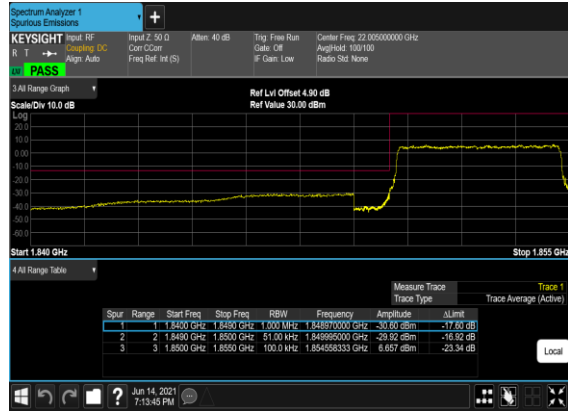 Spectrum Analyzer 1
Spurious Emissions
+
KEYSIGHT Input: RF Input Z: 50 Ω Atten: 40 dB Trig: Free Run Center Freq: 22.005000000 GHz
R T Coupling: DC Corr CCorr Gate: Off Avg|Hold: 100/100
Align: Auto Freq Ref: Int (S) IF Gain: Low Radio Std: None
PASS
3 All Range Graph
Ref Lvl Offset 4.90 dB
Scale/Div 10.0 dB Ref Value 30.00 dBm
Log
20.0
10.0
0.00
-10.0
-20.0
-30.0
-40.0
-50.0
-60.0
Start 1.840 GHz Stop 1.855 GHz
4 All Range Table
Measure Trace Trace 1
Trace Type Trace Average (Active)
Spur Range Start Freq Stop Freq RBW Frequency Amplitude ΔLimit
1 1 1.8400 GHz 1.8490 GHz 1.000 MHz 1.848970000 GHz -30.60 dBm -17.60 dB
2 2 1.8490 GHz 1.8500 GHz 51.00 kHz 1.849995000 GHz -29.92 dBm -16.92 dB
3 3 1.8500 GHz 1.8550 GHz 100.0 kHz 1.854558333 GHz 6.657 dBm -23.34 dB
Local
? Jun 14, 2021
7:13:45 PM